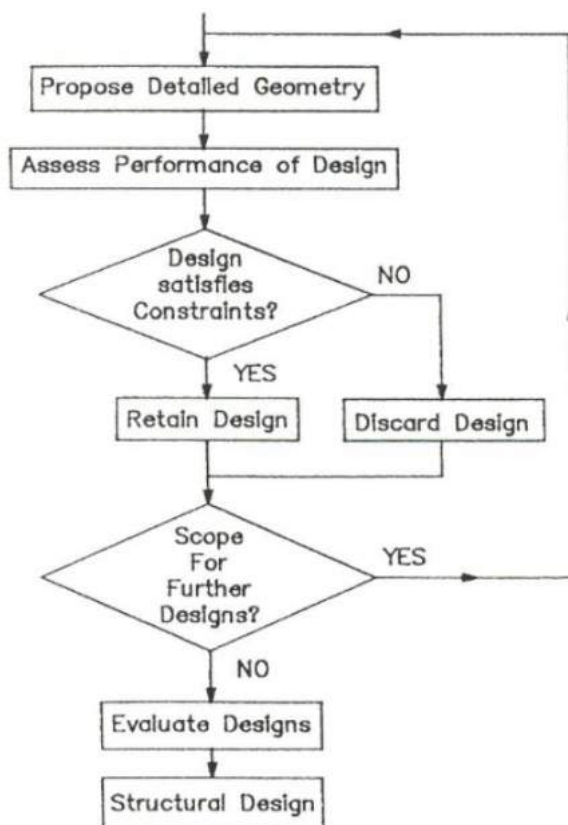 Propose Detailed Geometry
Assess Performance of Design
Design
satisfies
Constraints?
NO
YES
Retain Design
Discard Design
Scope
For
Further
Designs?
YES
NO
Evaluate Designs
Structural Design